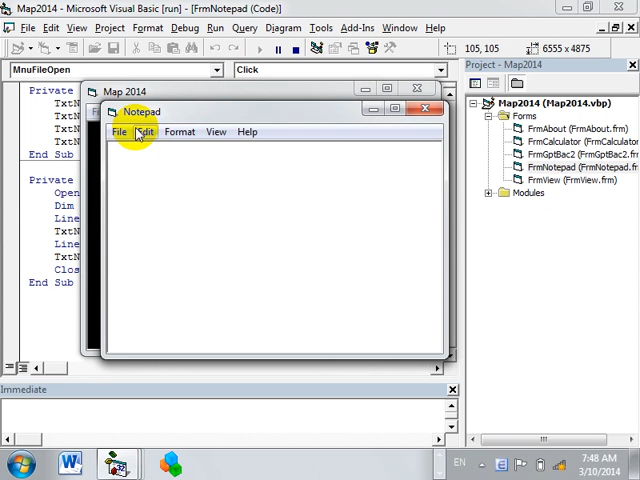 Map2014 - Microsoft Visual Basic [run] - [FrmNotepad (Code)]
File Edit View Project Format Debug Run Query Diagram Tools Add-Ins Window Help
105, 105 6555 x 4875
MnuFileOpen Click
Project - Map2014
Private
TxtN
TxtN
TxtN
TxtN
End Sub
Private
Open
Dim
Line
TxtN
Line
TxtN
Clos
End Sub
Map 2014
Notepad
File Edit Format View Help
Map2014 (Map2014.vbp)
Forms
FrmAbout (FrmAbout.frm)
FrmCalculator (FrmCalculator.
FrmGptBac2 (FrmGptBac2.frm
FrmNotepad (FrmNotepad.frm
FrmView (FrmView.frm)
Modules
Immediate
EN
7:48 AM
3/10/2014